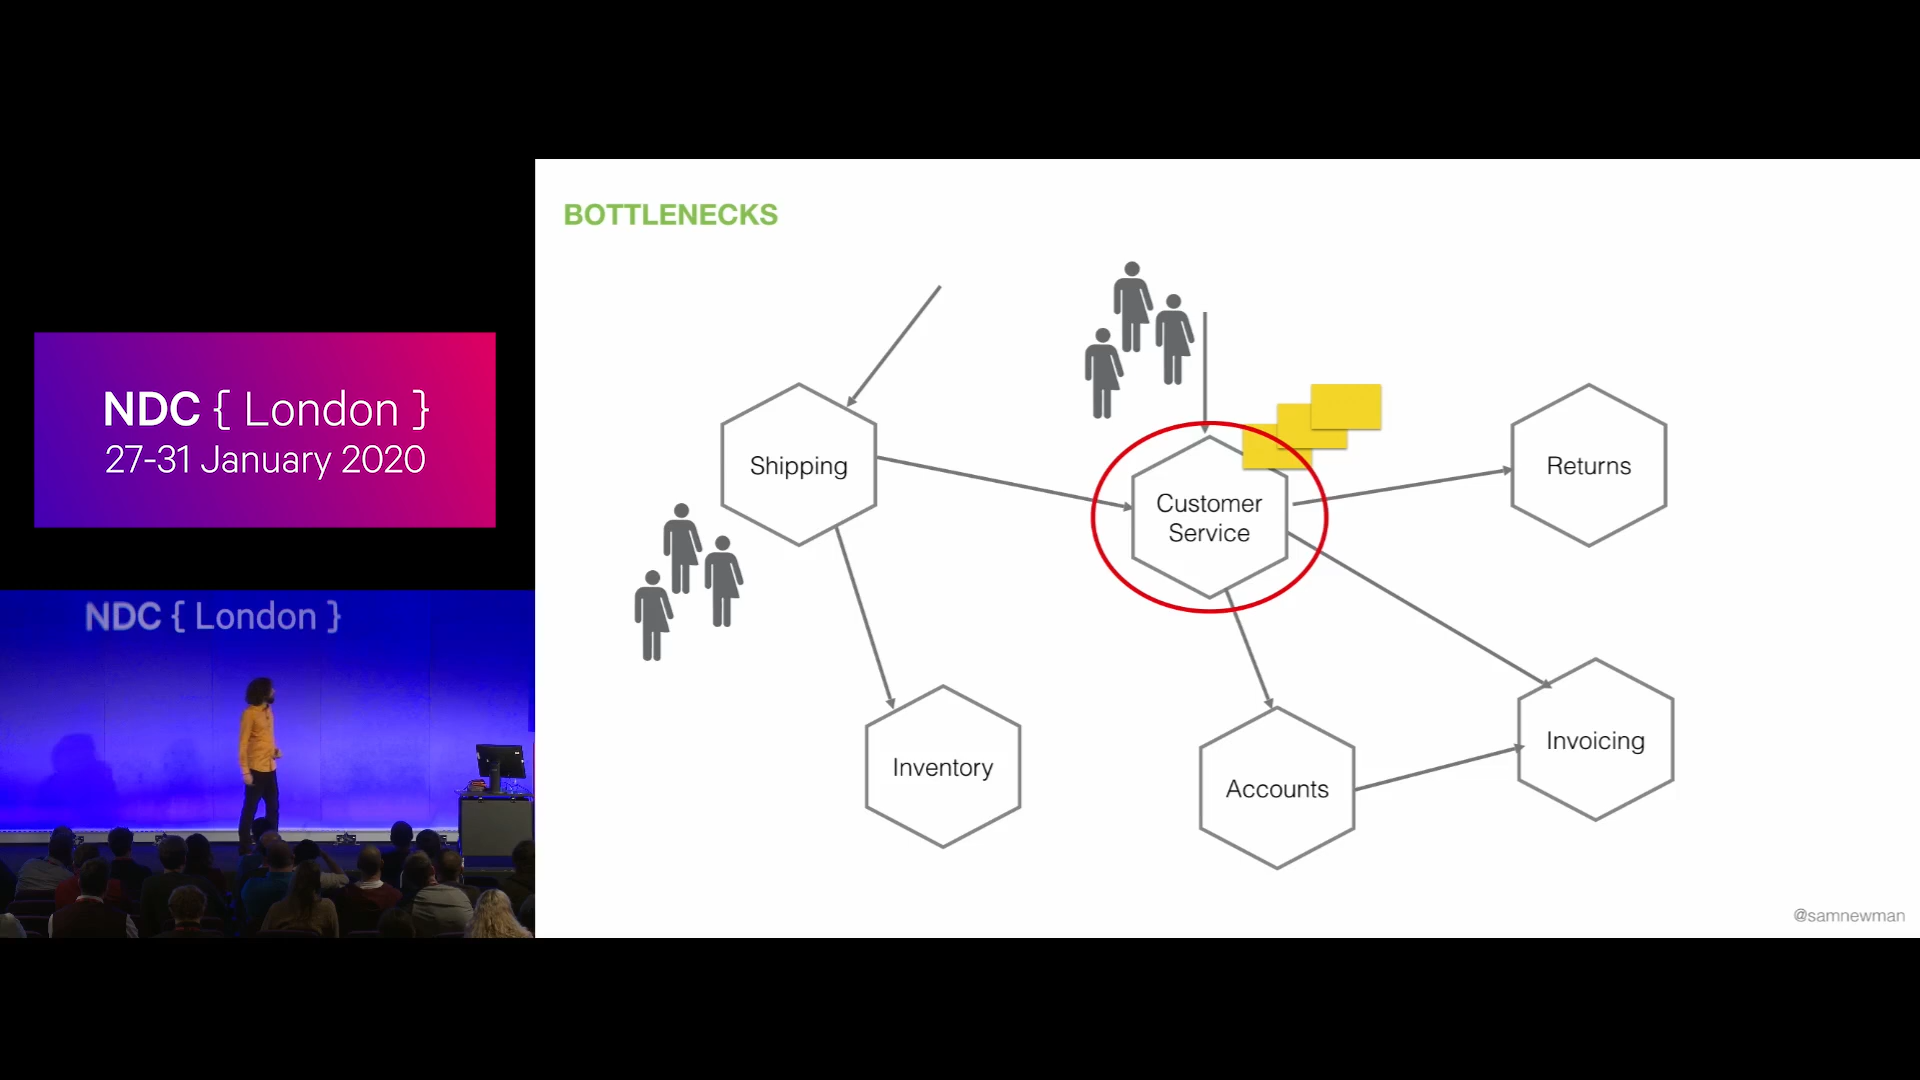 NDC { London }
27-31 January 2020
NDC { London }
BOTTLENECKS
Shipping
Customer
Service
Returns
Inventory
Accounts
Invoicing
@samnewman